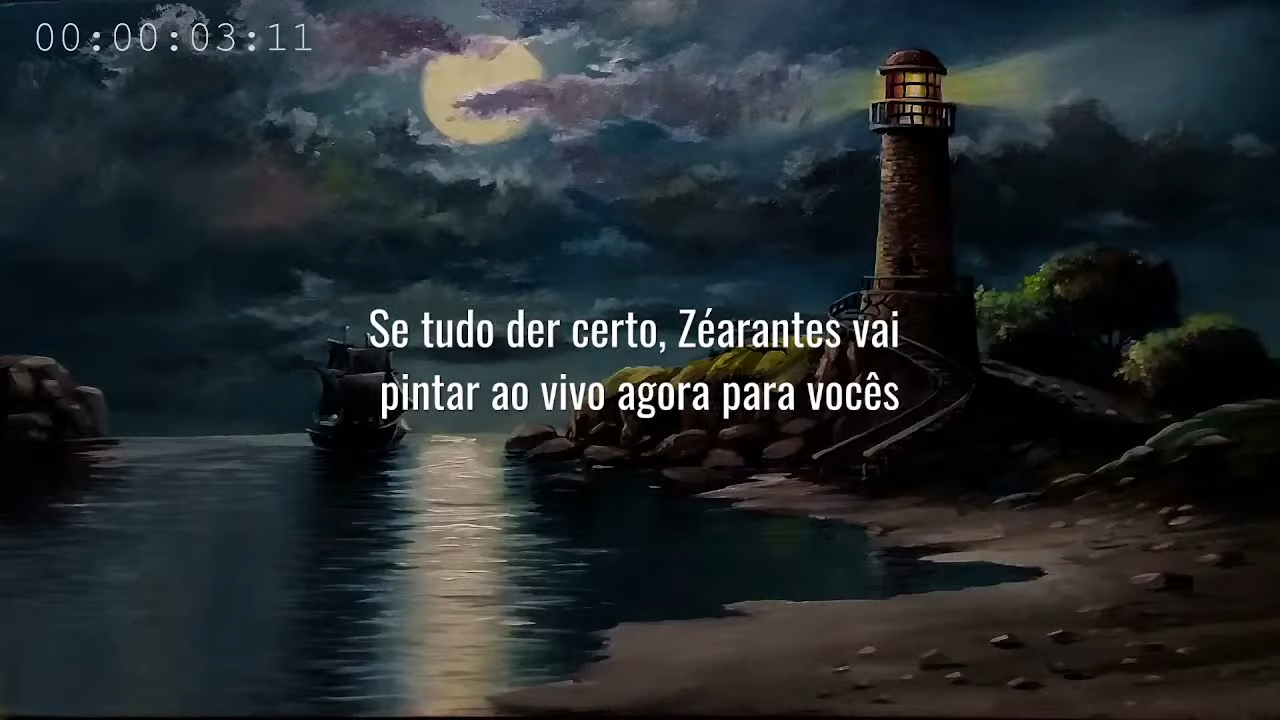 00:00:03:11
Se tudo der certo, Zéarantes vai
pintar ao vivo agora para vocês